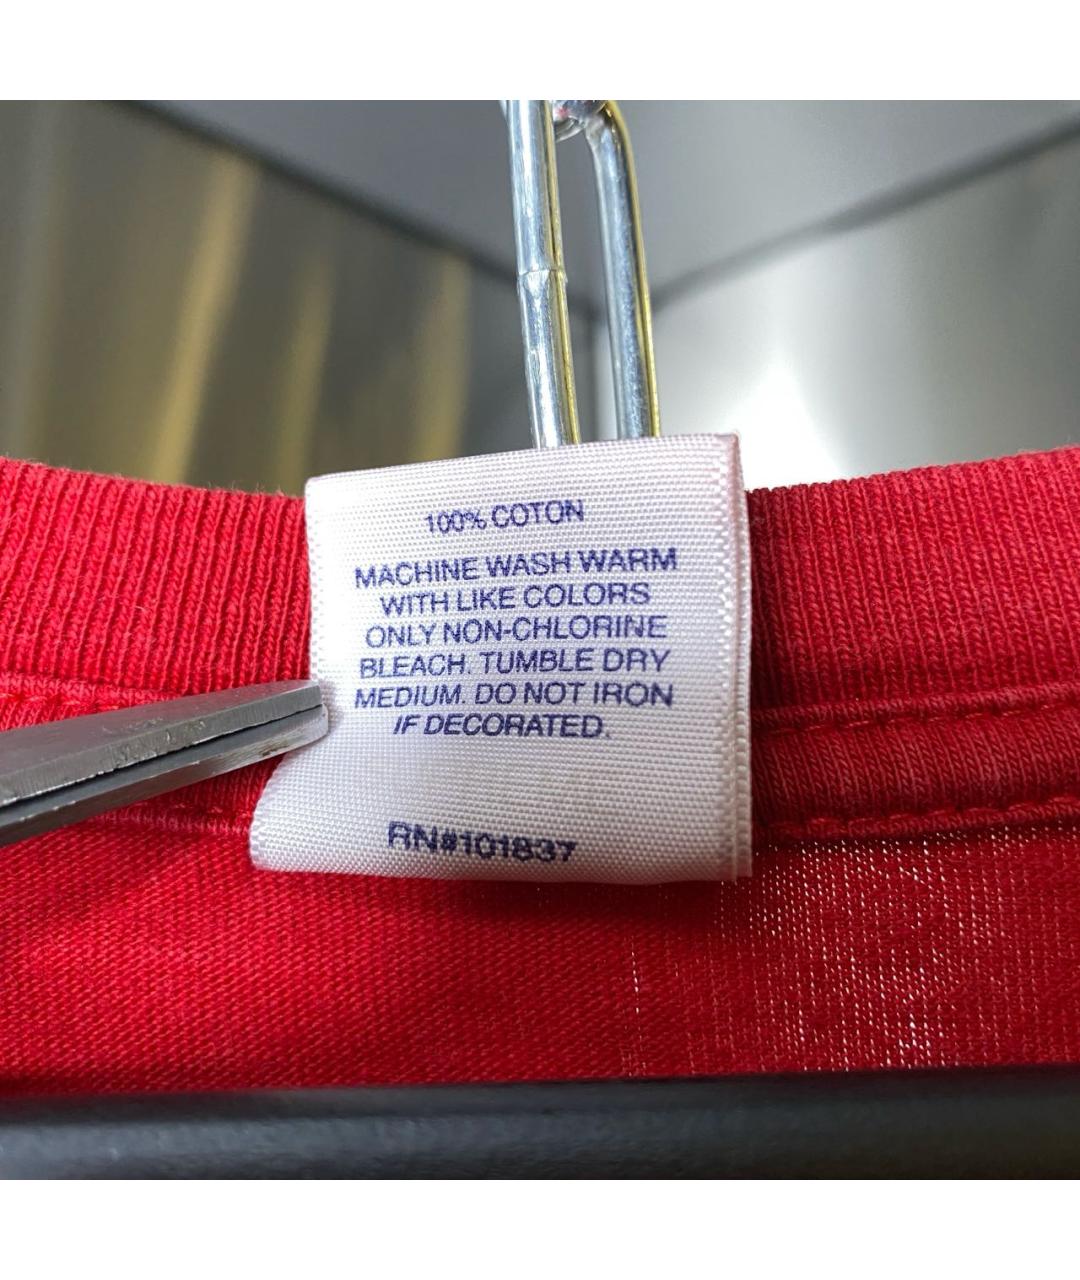 100% COTON
MACHINE WASH WARM
WITH LIKE COLORS
ONLY NON-CHLORINE
BLEACH. TUMBLE DRY
MEDIUM. DO NOT IRON
IF DECORATED.
RN#101837